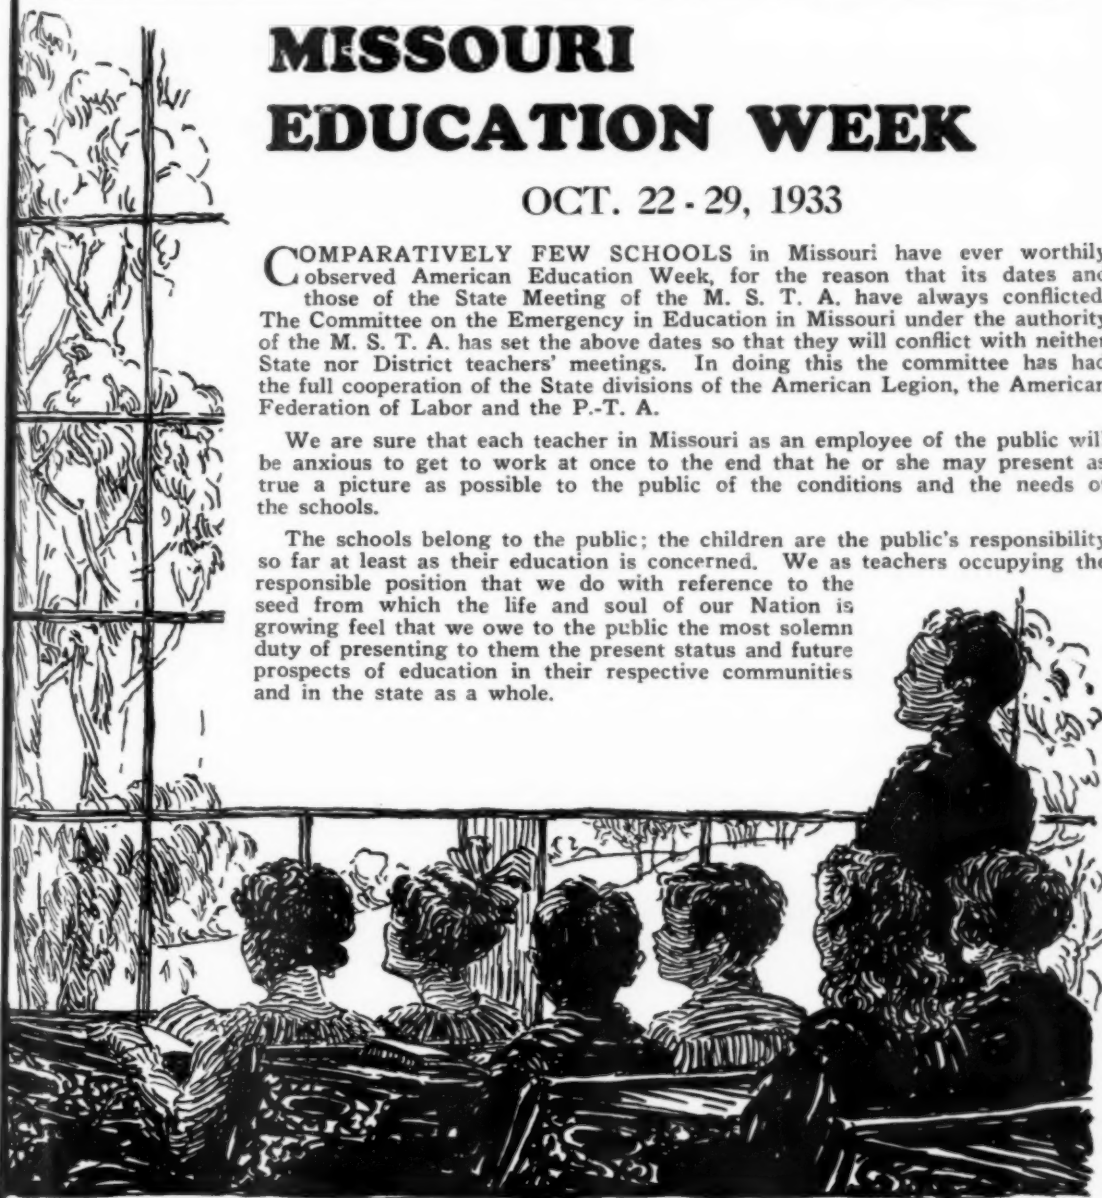 MISSOURI
EDUCATION WEEK
OCT. 22 - 29, 1933
COMPARATIVELY FEW SCHOOLS in Missouri have ever worthily
observed American Education Week, for the reason that its dates and
those of the State Meeting of the M. S. T. A. have always conflicted
The Committee on the Emergency in Education in Missouri under the authority
of the M. S. T. A. has set the above dates so that they will conflict with neither
State nor District teachers' meetings. In doing this the committee has had
the full cooperation of the State divisions of the American Legion, the American
Federation of Labor and the P.-T. A.
We are sure that each teacher in Missouri as an employee of the public will
be anxious to get to work at once to the end that he or she may present as
true a picture as possible to the public of the conditions and the needs of
the schools.
The schools belong to the public; the children are the public's responsibility
so far at least as their education is concerned. We as teachers occupying the
responsible position that we do with reference to the
seed from which the life and soul of our Nation is
growing feel that we owe to the public the most solemn
duty of presenting to them the present status and future
prospects of education in their respective communities
and in the state as a whole.